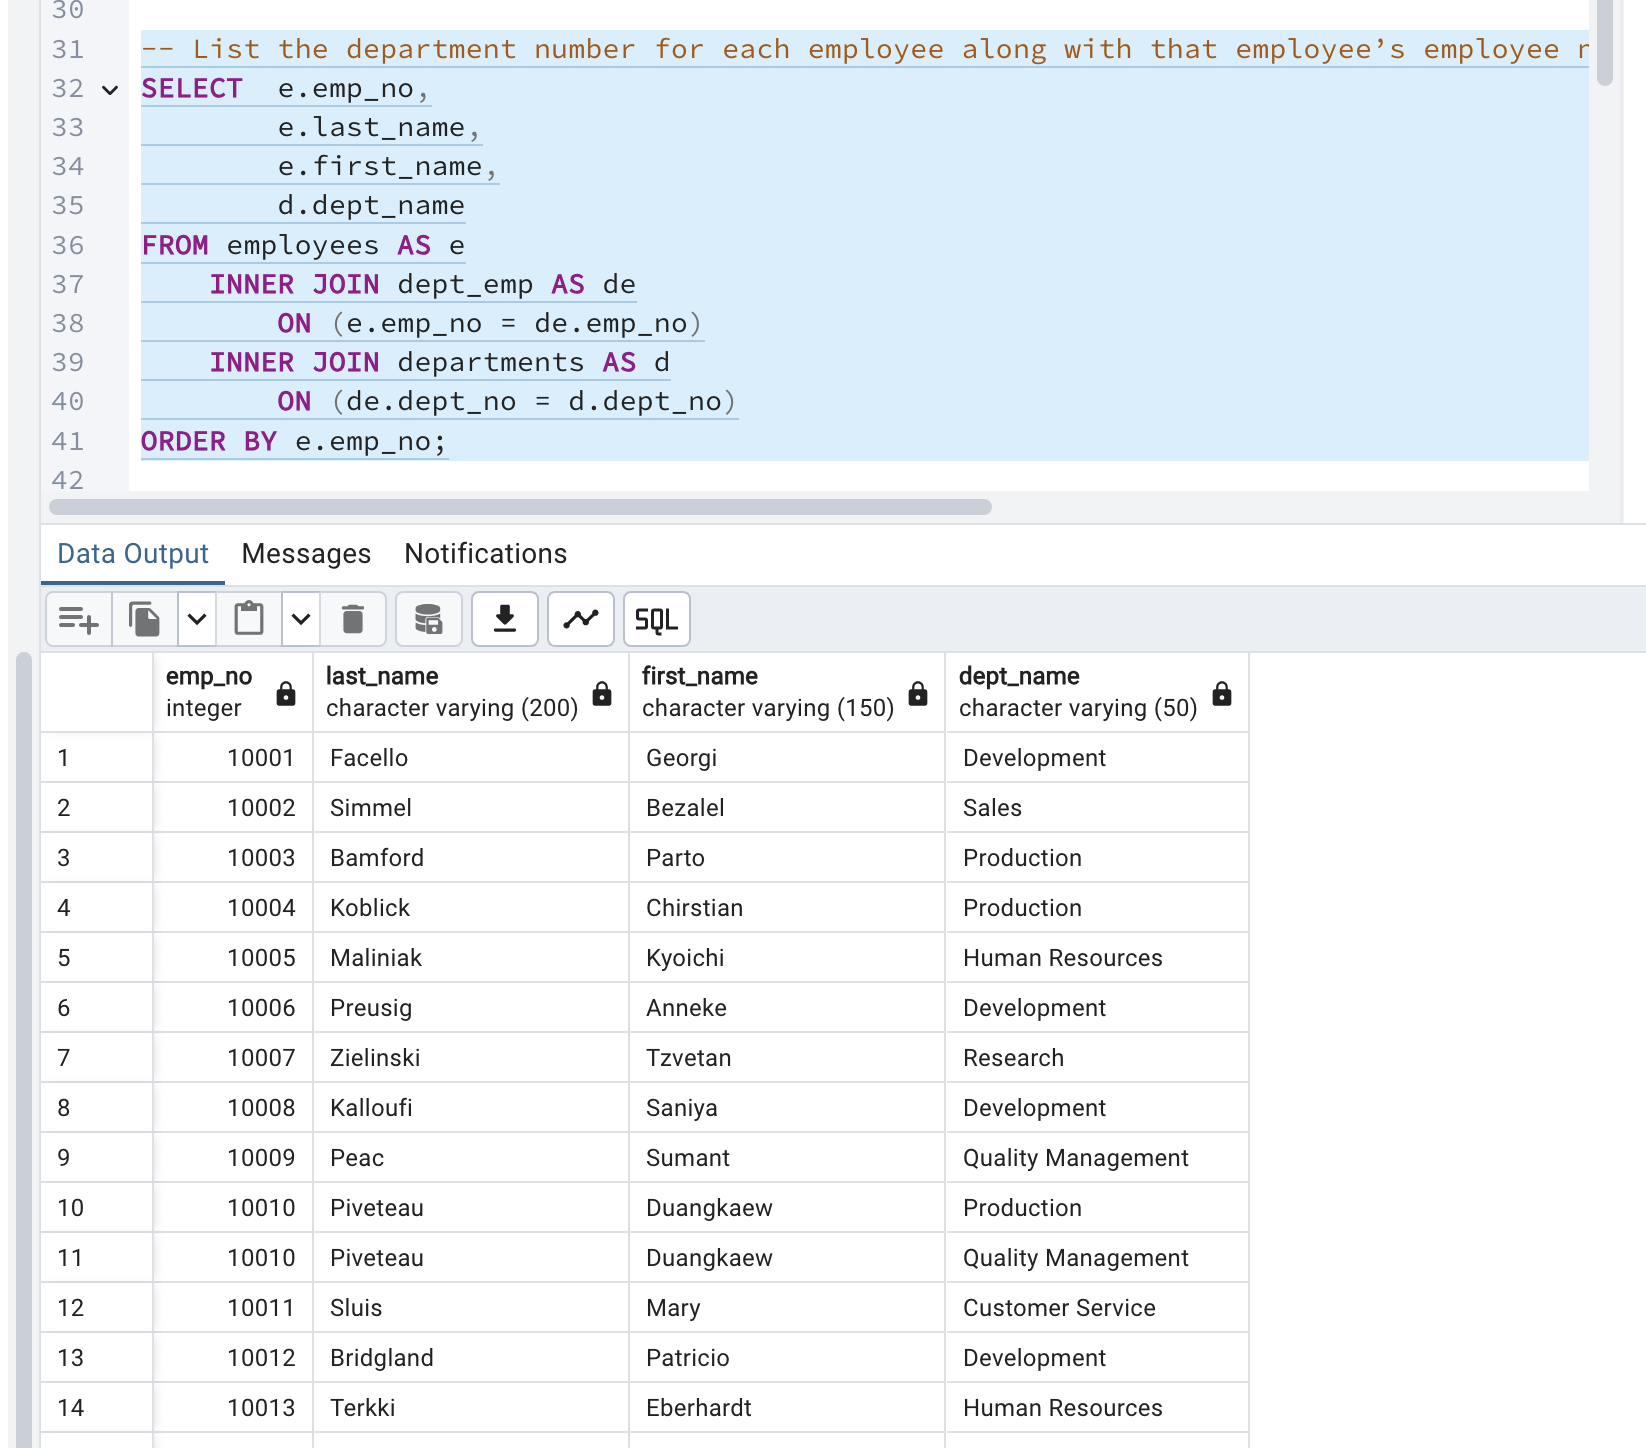 30
31 -- List the department number for each employee along with that employee’s employee
32 SELECT e.emp_no,
33 e.last_name,
34 e.first_name,
35 d.dept_name
36 FROM employees AS e
37 INNER JOIN dept_emp AS de
38 ON (e.emp_no = de.emp_no)
39 INNER JOIN departments AS d
40 ON (de.dept_no = d.dept_no)
41 ORDER BY e.emp_no;
42
Data Output Messages Notifications
SQL
emp_no last_name first_name dept_name
integer character varying (200) character varying (150) character varying (50)
1 10001 Facello Georgi Development
2 10002 Simmel Bezalel Sales
3 10003 Bamford Parto Production
4 10004 Koblick Chirstian Production
5 10005 Maliniak Kyoichi Human Resources
6 10006 Preusig Anneke Development
7 10007 Zielinski Tzvetan Research
8 10008 Kalloufi Saniya Development
9 10009 Peac Sumant Quality Management
10 10010 Piveteau Duangkaew Production
11 10010 Piveteau Duangkaew Quality Management
12 10011 Sluis Mary Customer Service
13 10012 Bridgland Patricio Development
14 10013 Terkki Eberhardt Human Resources